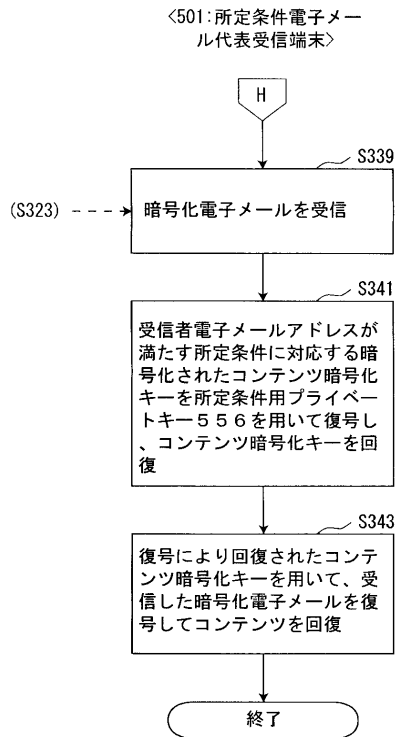 <501:所定条件電子メー
ル代表受信端末>
H
S339
(S323)
暗号化電子メールを受信
S341
受信者電子メールアドレスが
満たす所定条件に対応する暗
号化されたコンテンツ暗号化
キーを所定条件用プライベー
トキー５５６を用いて復号し
、コンテンツ暗号化キーを回
復
S343
復号により回復されたコンテ
ンツ暗号化キーを用いて、受
信した暗号化電子メールを復
号してコンテンツを回復
終了